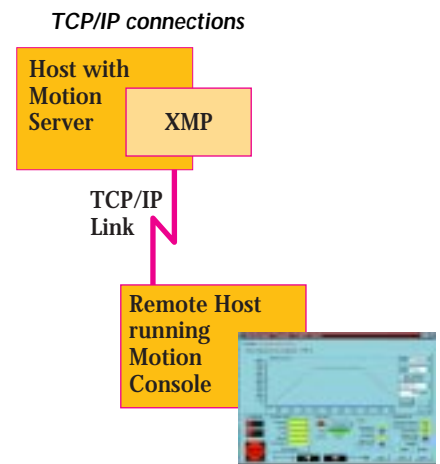 TCP/IP connections
Host with
Motion
Server
XMP
TCP/IP
Link
Remote Host
running
Motion
Console